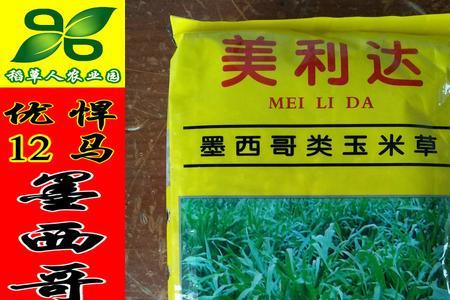 稻草人农业园
悍马
优12
墨西哥
美利达
MEI LI DA
墨西哥类玉米草